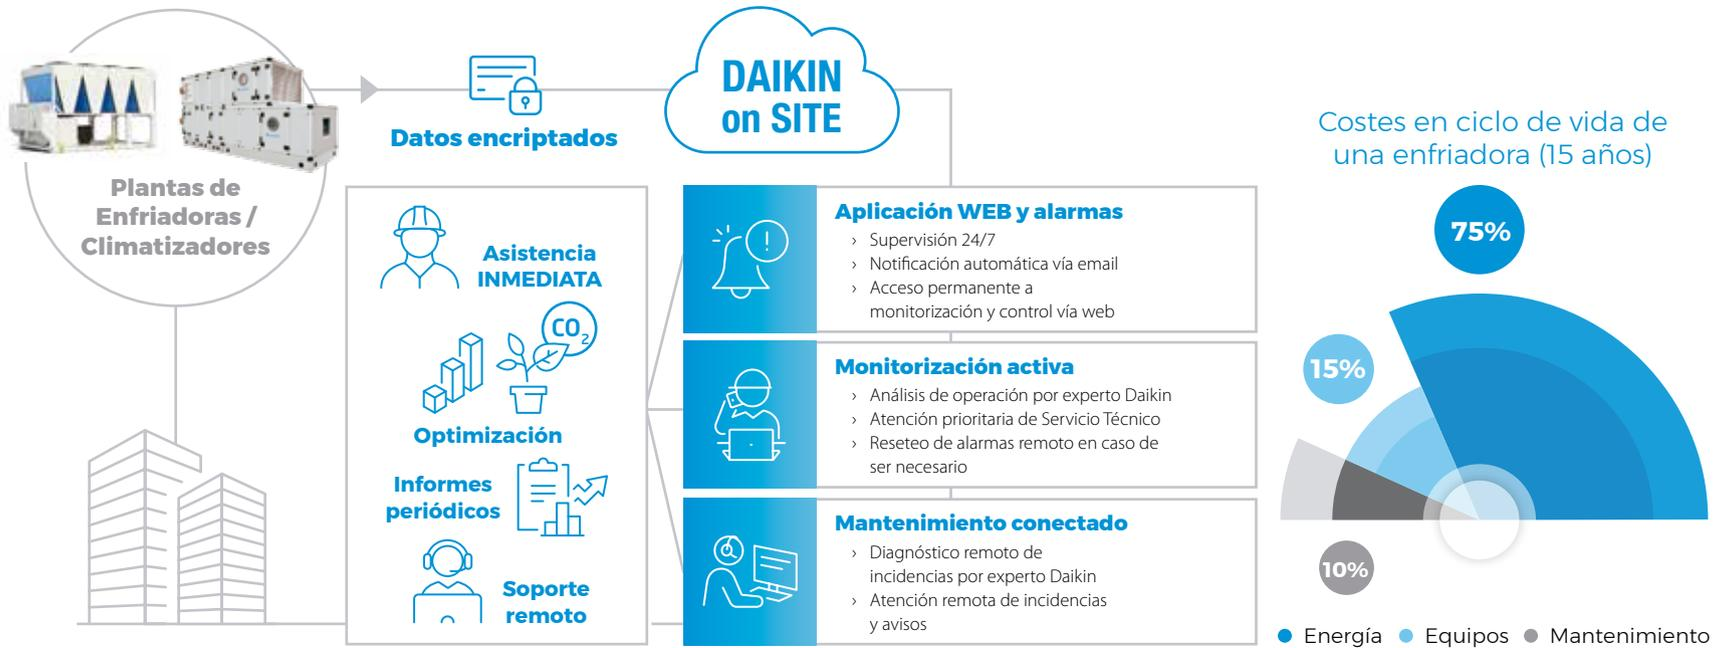 Plantas de
Enfriadoras /
Climatizadores
Datos encriptados
DAIKIN
on SITE
Asistencia
INMEDIATA
CO2
Optimización
Informes
periódicos
Soporte
remoto
Aplicación WEB y alarmas
› Supervisión 24/7
› Notificación automática vía email
› Acceso permanente a
monitorización y control vía web
Monitorización activa
› Análisis de operación por experto Daikin
› Atención prioritaria de Servicio Técnico
› Reseteo de alarmas remoto en caso de
ser necesario
Mantenimiento conectado
› Diagnóstico remoto de
incidencias por experto Daikin
› Atención remota de incidencias
y avisos
Costes en ciclo de vida de
una enfriadora (15 años)
75%
15%
10%
Energía Equipos Mantenimiento